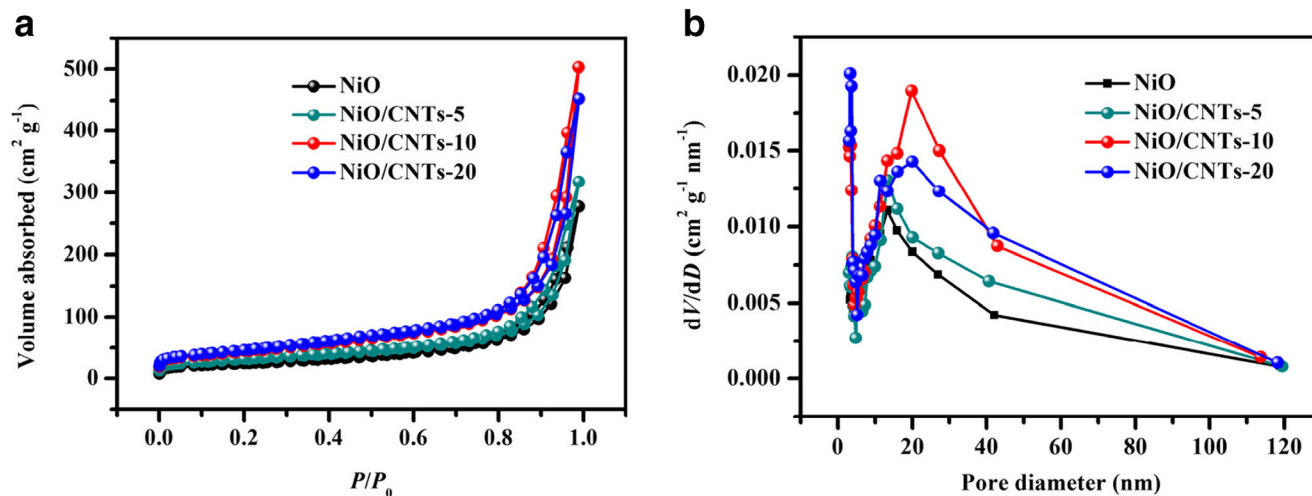 a
Volume absorbed (cm² g⁻¹)
500
400
300
200
100
0
NiO
NiO/CNTs-5
NiO/CNTs-10
NiO/CNTs-20
0.0 0.2 0.4 0.6 0.8 1.0
P/P₀
b
dV/dD (cm² g⁻¹ nm⁻¹)
0.020
0.015
0.010
0.005
0.000
NiO
NiO/CNTs-5
NiO/CNTs-10
NiO/CNTs-20
0 20 40 60 80 100 120
Pore diameter (nm)